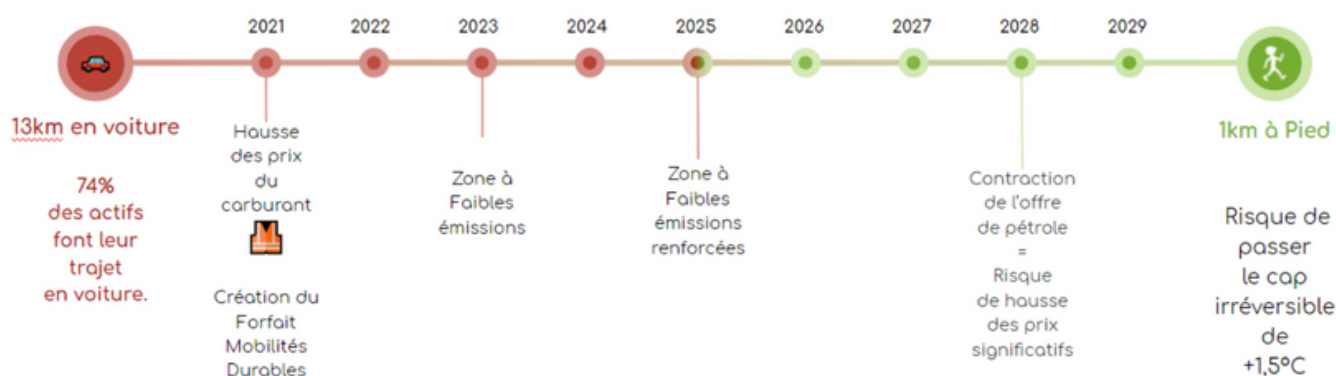 2021
2022
2023
2024
2025
2026
2027
2028
2029
13km en voiture
74%
des actifs
font leur
trajet
en voiture.
Hausse
des prix
du
carburant
Création du
Forfait
Mobilités
Durables
Zone à
Faibles
émissions
Zone à
Faibles
émissions
renforcées
Contraction
de l'offre
de pétrole
=
Risque
de hausse
des prix
significatifs
1km à Pied
Risque de
passer
le cap
irréversible
de
+1,5°C